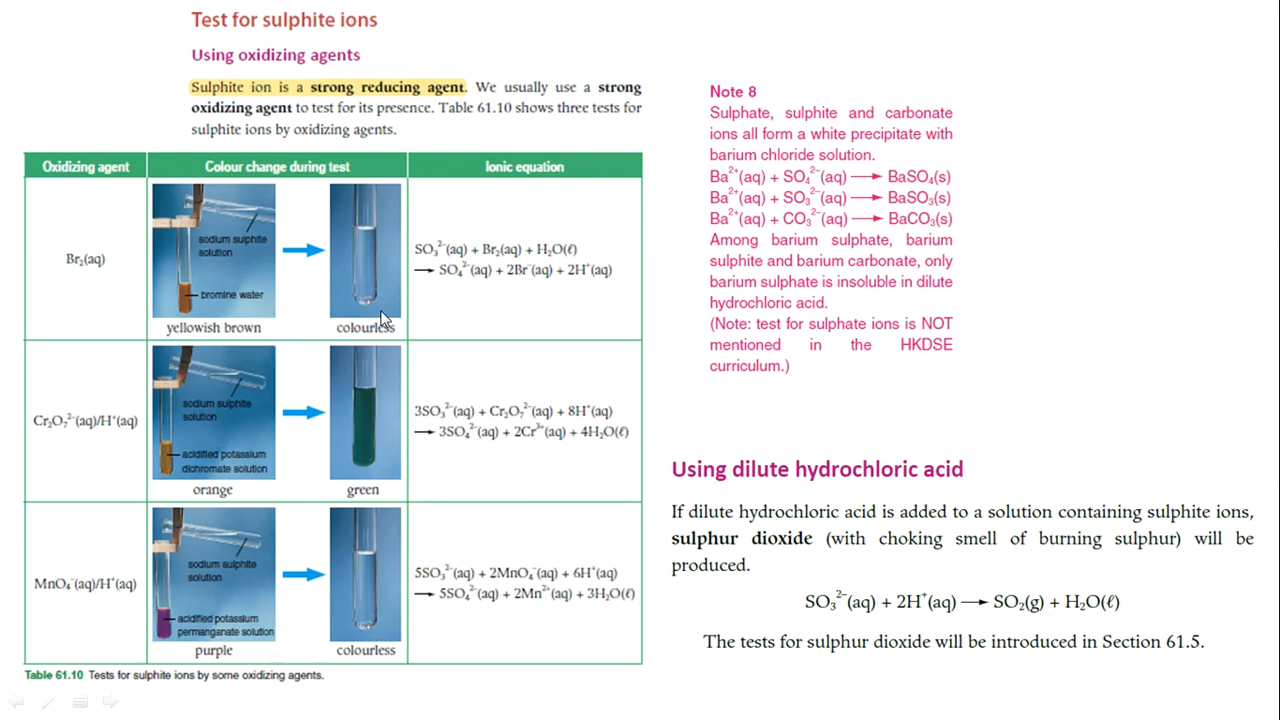 Test for sulphite ions
Using oxidizing agents
Sulphite ion is a strong reducing agent. We usually use a strong
oxidizing agent to test for its presence. Table 61.10 shows three tests for
sulphite ions by oxidizing agents.
Oxidizing agent
Colour change during test
Ionic equation
Br₂(aq)
sodium sulphite
solution
bromine water
yellowish brown
colourless
SO₃²⁻(aq) + Br₂(aq) + H₂O(ℓ)
⟶ SO₄²⁻(aq) + 2Br⁻(aq) + 2H⁺(aq)
Cr₂O₇²⁻(aq)/H⁺(aq)
sodium sulphite
solution
acidified potassium
dichromate solution
orange
green
3SO₃²⁻(aq) + Cr₂O₇²⁻(aq) + 8H⁺(aq)
⟶ 3SO₄²⁻(aq) + 2Cr³⁺(aq) + 4H₂O(ℓ)
MnO₄⁻(aq)/H⁺(aq)
sodium sulphite
solution
acidified potassium
permanganate solution
purple
colourless
5SO₃²⁻(aq) + 2MnO₄⁻(aq) + 6H⁺(aq)
⟶ 5SO₄²⁻(aq) + 2Mn²⁺(aq) + 3H₂O(ℓ)
Table 61.10 Tests for sulphite ions by some oxidizing agents.
Note 8
Sulphate, sulphite and carbonate
ions all form a white precipitate with
barium chloride solution.
Ba²⁺(aq) + SO₄²⁻(aq) ⟶ BaSO₄(s)
Ba²⁺(aq) + SO₃²⁻(aq) ⟶ BaSO₃(s)
Ba²⁺(aq) + CO₃²⁻(aq) ⟶ BaCO₃(s)
Among barium sulphate, barium
sulphite and barium carbonate, only
barium sulphate is insoluble in dilute
hydrochloric acid.
(Note: test for sulphate ions is NOT
mentioned in the HKDSE
curriculum.)
Using dilute hydrochloric acid
If dilute hydrochloric acid is added to a solution containing sulphite ions,
sulphur dioxide (with choking smell of burning sulphur) will be
produced.
SO₃²⁻(aq) + 2H⁺(aq) ⟶ SO₂(g) + H₂O(ℓ)
The tests for sulphur dioxide will be introduced in Section 61.5.